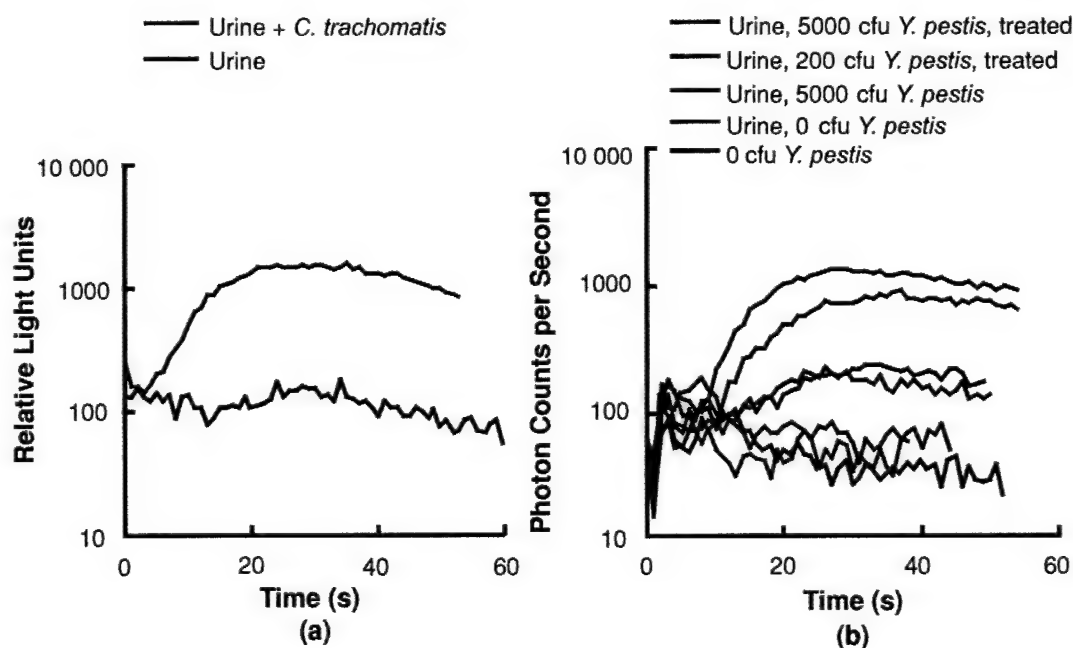 Urine + C. trachomatis
Urine
10 000
1000
100
10
Relative Light Units
0
20
40
60
Time (s)
(a)
Urine, 5000 cfu Y. pestis, treated
Urine, 200 cfu Y. pestis, treated
Urine, 5000 cfu Y. pestis
Urine, 0 cfu Y. pestis
0 cfu Y. pestis
10 000
1000
100
10
Photon Counts per Second
0
20
40
60
Time (s)
(b)